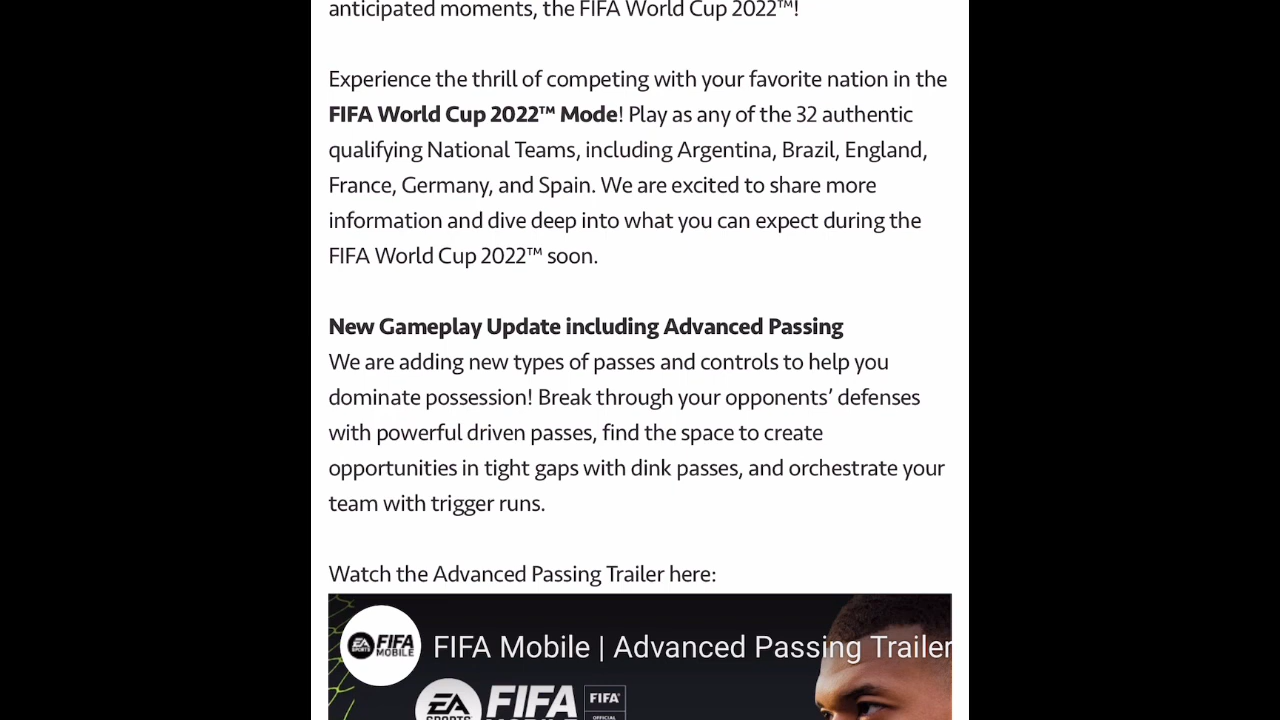 anticipated moments, the FIFA World Cup 2022™!
Experience the thrill of competing with your favorite nation in the
FIFA World Cup 2022™ Mode! Play as any of the 32 authentic
qualifying National Teams, including Argentina, Brazil, England,
France, Germany, and Spain. We are excited to share more
information and dive deep into what you can expect during the
FIFA World Cup 2022™ soon.
New Gameplay Update including Advanced Passing
We are adding new types of passes and controls to help you
dominate possession! Break through your opponents’ defenses
with powerful driven passes, find the space to create
opportunities in tight gaps with dink passes, and orchestrate your
team with trigger runs.
Watch the Advanced Passing Trailer here:
EA SPORTS FIFA MOBILE
FIFA Mobile | Advanced Passing Trailer
EA SPORTS FIFA MOBILE
FIFA
OFFICIAL